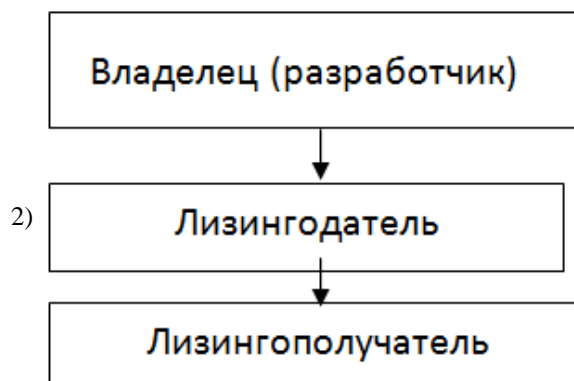 Владелец (разработчик)
2)
Лизингодатель
Лизингополучатель